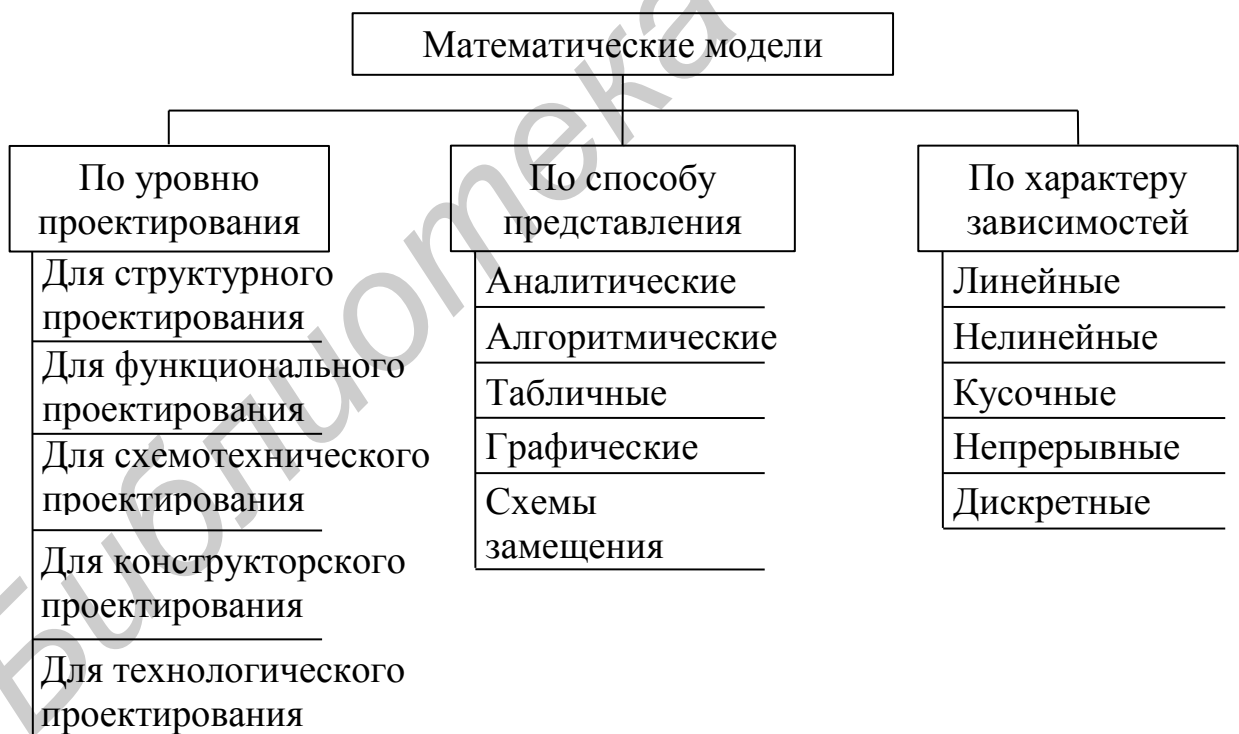 Математические модели
По уровню
проектирования
Для структурного
проектирования
Для функционального
проектирования
Для схемотехнического
проектирования
Для конструкторского
проектирования
Для технологического
проектирования
По способу
представления
Аналитические
Алгоритмические
Табличные
Графические
Схемы
замещения
По характеру
зависимостей
Линейные
Нелинейные
Кусочные
Непрерывные
Дискретные
Библиотека